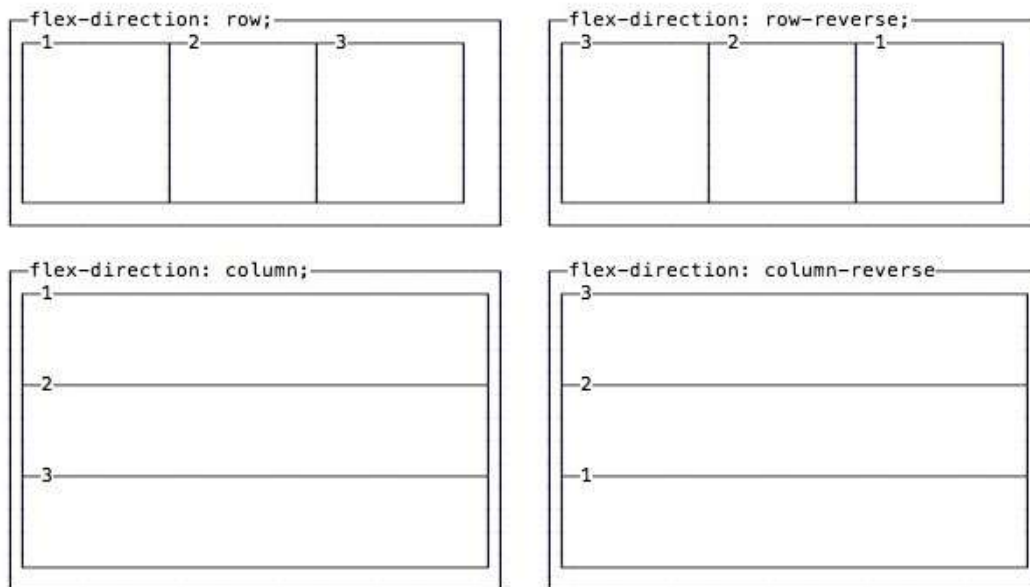 flex-direction: row;
1 2 3
flex-direction: row-reverse;
3 2 1
flex-direction: column;
1
2
3
flex-direction: column-reverse
3
2
1